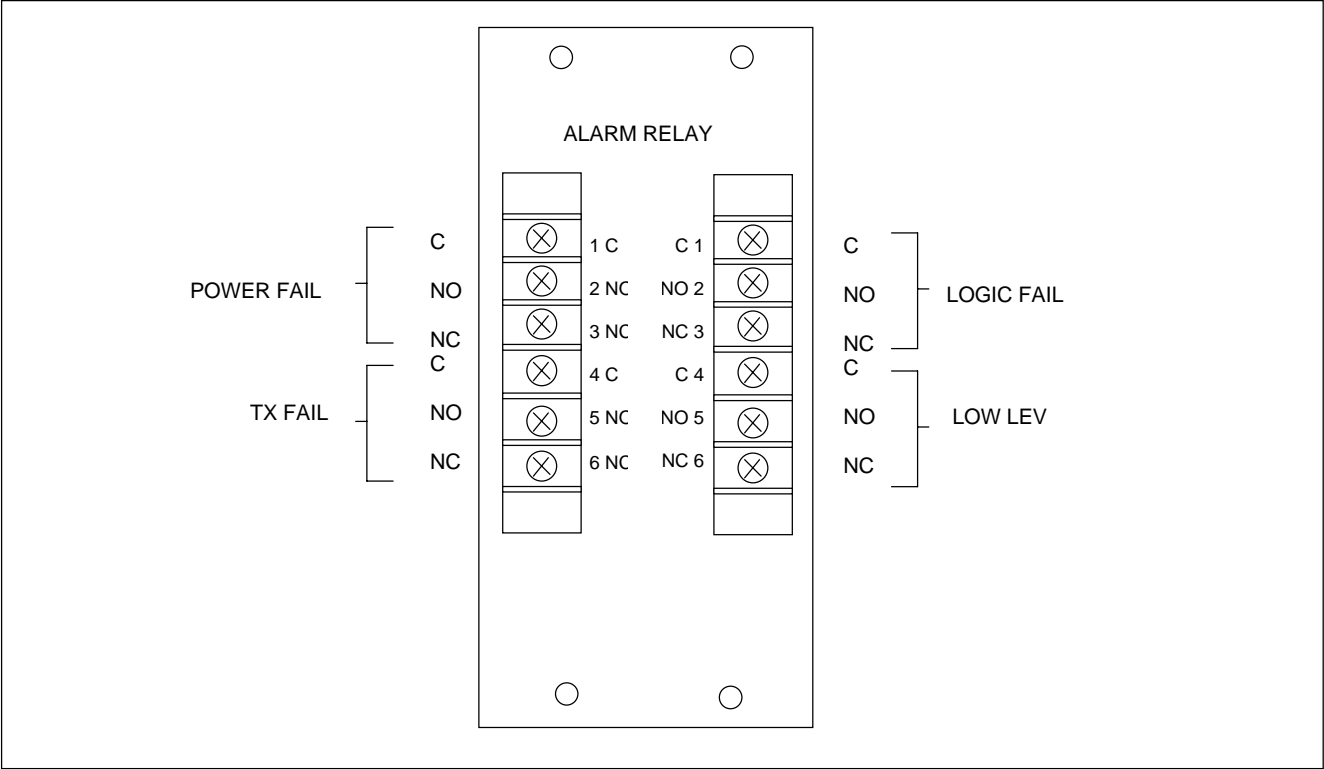 ALARM RELAY
POWER FAIL
C
NO
NC
TX FAIL
C
NO
NC
1 C
2 NC
3 NC
4 C
5 NC
6 NC
C 1
NO 2
NC 3
C 4
NO 5
NC 6
C
NO
NC
LOGIC FAIL
C
NO
NC
LOW LEV